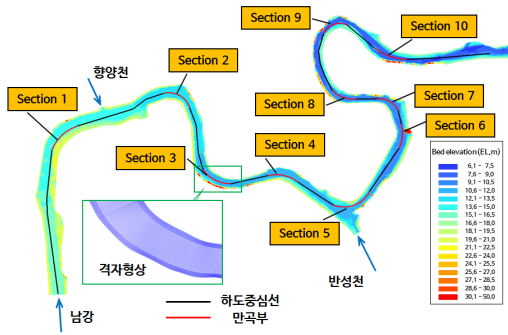 Section 9
Section 10
향양천
Section 2
Section 1
Section 8
Section 7
Section 6
Section 3
Section 4
Section 5
격자형상
반성천
남강
하도중심선
만곡부
Bed elevation(EL.m)
6.1 - 7.5
7.6 - 9.0
9.1 - 10.5
10.6 - 12.0
12.1 - 13.5
13.6 - 15.0
15.1 - 16.5
16.6 - 18.0
18.1 - 19.5
19.6 - 21.0
21.1 - 22.5
22.6 - 24.0
24.1 - 25.5
25.6 - 27.0
27.1 - 28.5
28.6 - 30.0
30.1 - 50.0